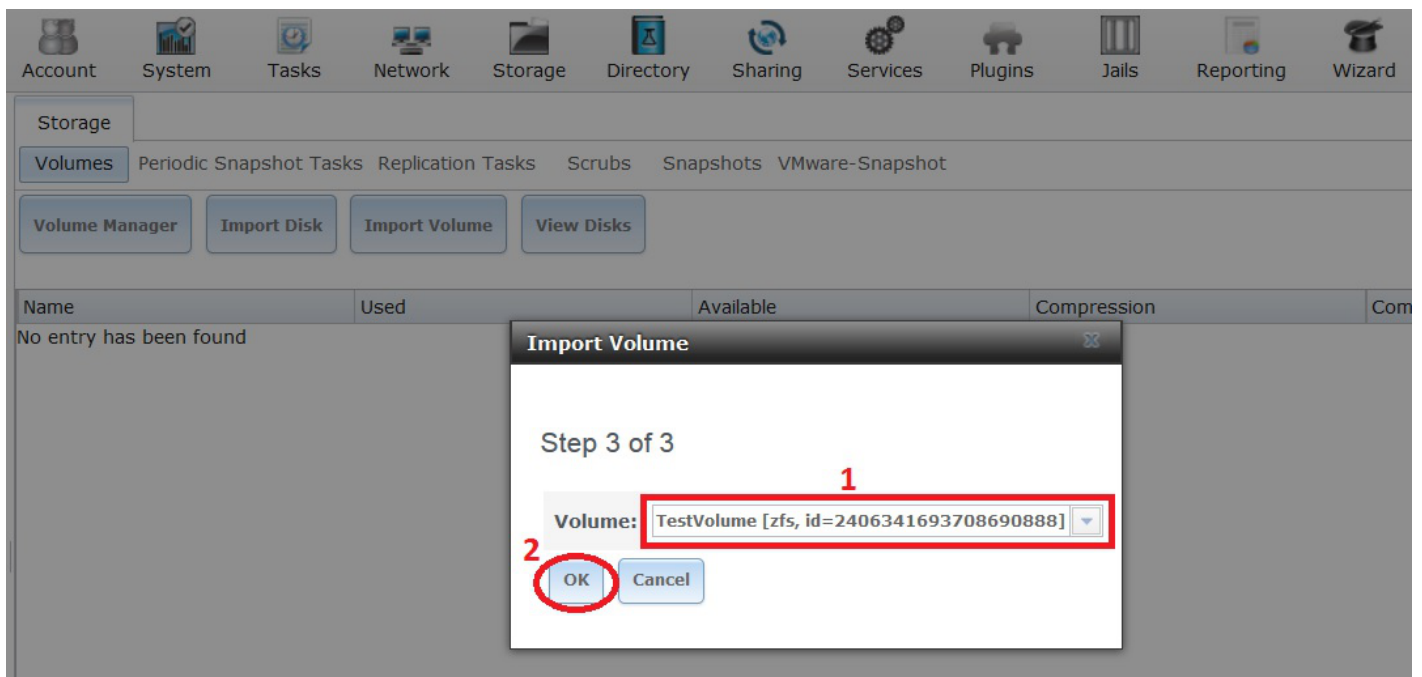 Account System Tasks Network Storage Directory Sharing Services Plugins Jails Reporting Wizard
Storage
Volumes Periodic Snapshot Tasks Replication Tasks Scrubs Snapshots VMware-Snapshot
Volume Manager Import Disk Import Volume View Disks
Name Used Available Compression Com
No entry has been found
Import Volume
Step 3 of 3
1
Volume: TestVolume [zfs, id=2406341693708690888]
2
OK Cancel